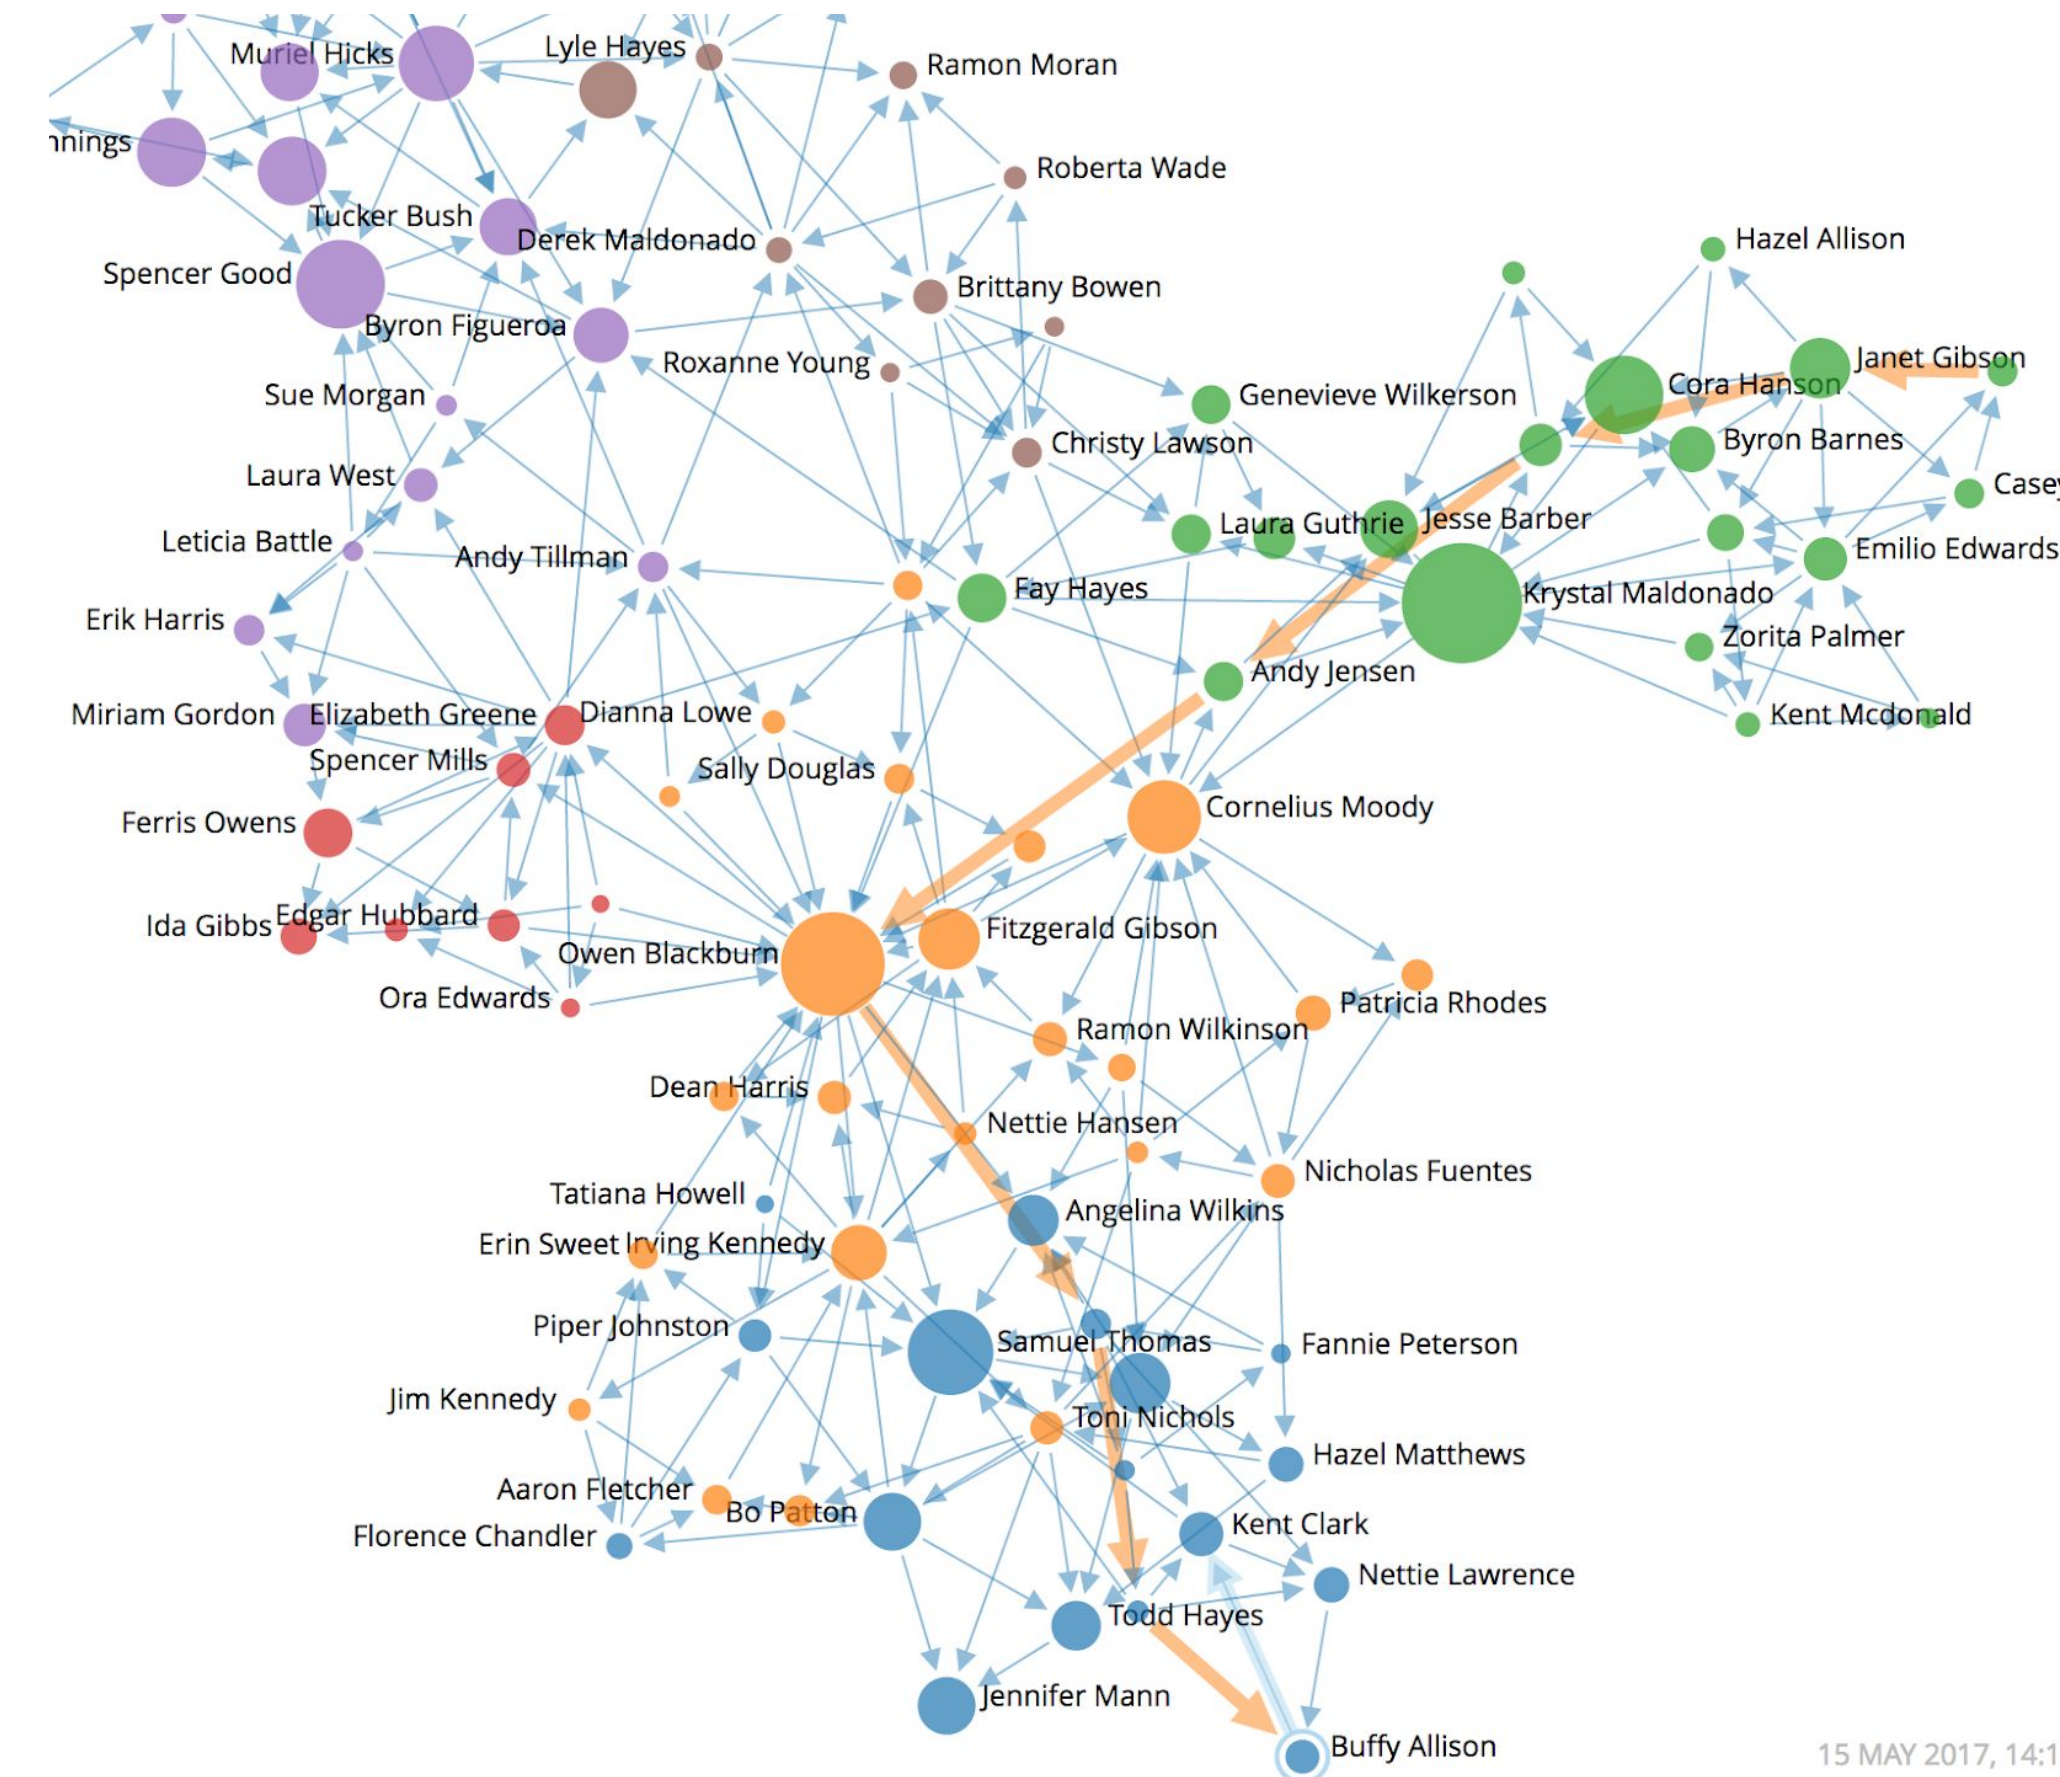 Muriel Hicks
Lyle Hayes
Ramon Moran
nnings
Roberta Wade
Tucker Bush
Derek Maldonado
Hazel Allison
Spencer Good
Brittany Bowen
Byron Figueroa
Roxanne Young
Janet Gibson
Cora Hanson
Sue Morgan
Genevieve Wilkerson
Christy Lawson
Byron Barnes
Laura West
Casey
Laura Guthrie
Jesse Barber
Leticia Battle
Andy Tillman
Emilio Edwards
Fay Hayes
Krystal Maldonado
Erik Harris
Zorita Palmer
Andy Jensen
Miriam Gordon
Elizabeth Greene
Dianna Lowe
Kent Mcdonald
Spencer Mills
Sally Douglas
Cornelius Moody
Ferris Owens
Ida Gibbs
Edgar Hubbard
Fitzgerald Gibson
Owen Blackburn
Ora Edwards
Patricia Rhodes
Ramon Wilkinson
Dean Harris
Nettie Hansen
Nicholas Fuentes
Tatiana Howell
Angelina Wilkins
Erin Sweet
Irving Kennedy
Piper Johnston
Samuel Thomas
Fannie Peterson
Jim Kennedy
Toni Nichols
Hazel Matthews
Aaron Fletcher
Bo Patton
Kent Clark
Florence Chandler
Nettie Lawrence
Todd Hayes
Jennifer Mann
Buffy Allison
15 MAY 2017, 14:1